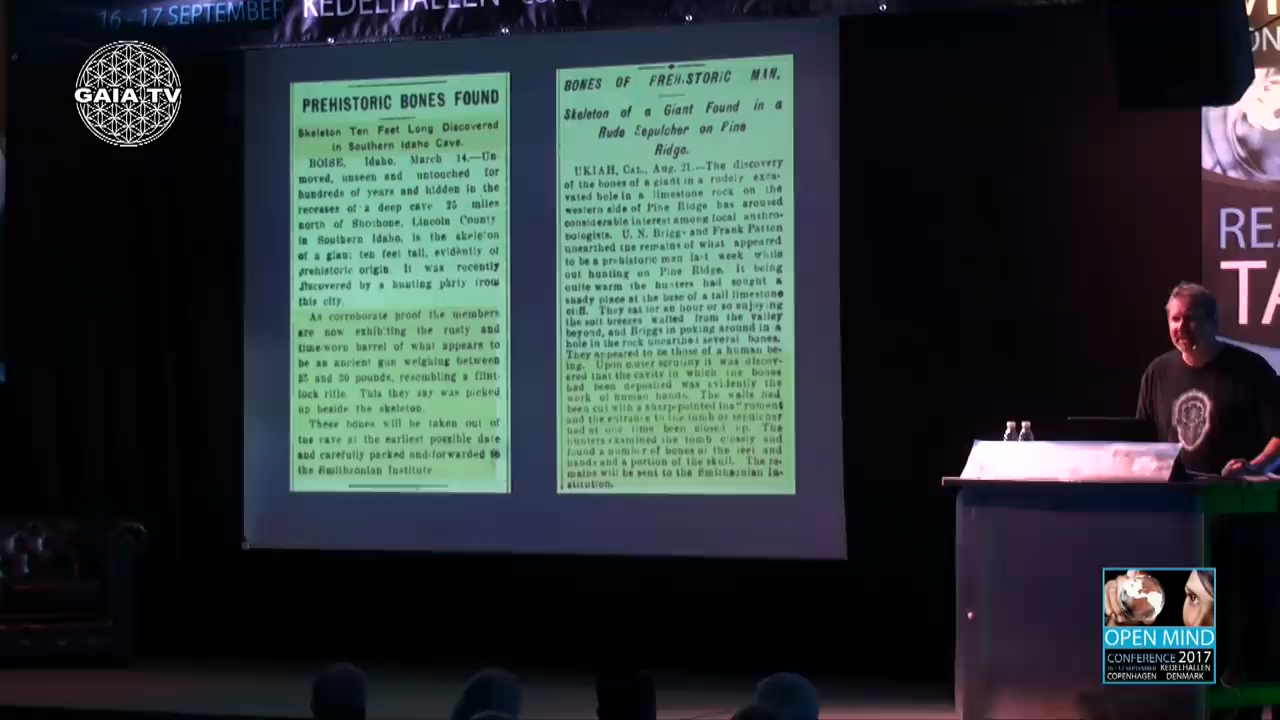 16 - 17 SEPTEMBER KEDELHALLEN
GAIA TV
PREHISTORIC BONES FOUND
Skeleton Ten Feet Long Discovered
in Southern Idaho Cave.
BOISE, Idaho, March 14.—Un-
moved, unseen and untouched for
hundreds of years and hidden in the
recesses of a deep cave 25 miles
north of Shoshone, Lincoln County
in Southern Idaho, is the skeleton
of a giant ten feet tall, evidently of
prehistoric origin. It was recently
discovered by a hunting party from
this city.
As corroborate proof the members
are now exhibiting the rusty and
time-worn barrel of what appears to
be an ancient gun weighing between
25 and 30 pounds, resembling a flint-
lock rifle. This they say was picked
up beside the skeleton.
These bones will be taken out of
the cave at the earliest possible date
and carefully packed and forwarded to
the Smithsonian Institute.
BONES OF PREHISTORIC MAN.
Skeleton of a Giant Found in a
Rude Sepulcher on Pine
Ridge.
UKIAH, CAL., Aug. 21.—The discovery
of the bones of a giant in a rudely exca-
vated hole in a limestone rock on the
western side of Pine Ridge has aroused
considerable interest among local anthro-
pologists. U. N. Briggs and Frank Patton
unearthed the remains of what appeared
to be a prehistoric man last week while
out hunting on Pine Ridge. It being
quite warm the hunters had sought a
shady place at the base of a tall limestone
cliff. They sat for an hour or so enjoying
the soft breezes wafted from the valley
beyond, and Briggs in poking around in a
hole in the rock unearthed several bones.
They appeared to be those of a human be-
ing. Upon closer scrutiny it was discov-
ered that the cavity in which the bones
had been deposited was evidently the
work of human hands. The walls had
been cut with a sharp-pointed instrument
and the entrance to the tomb or sepulcher
had at one time been closed up. The
hunters examined the tomb closely and
found a number of bones of the feet and
hands and a portion of the skull. The re-
mains will be sent to the Smithsonian In-
stitution.
RE
TA
OPEN MIND
CONFERENCE 2017
16 - 17 SEPTEMBER KEDELHALLEN
COPENHAGEN DENMARK